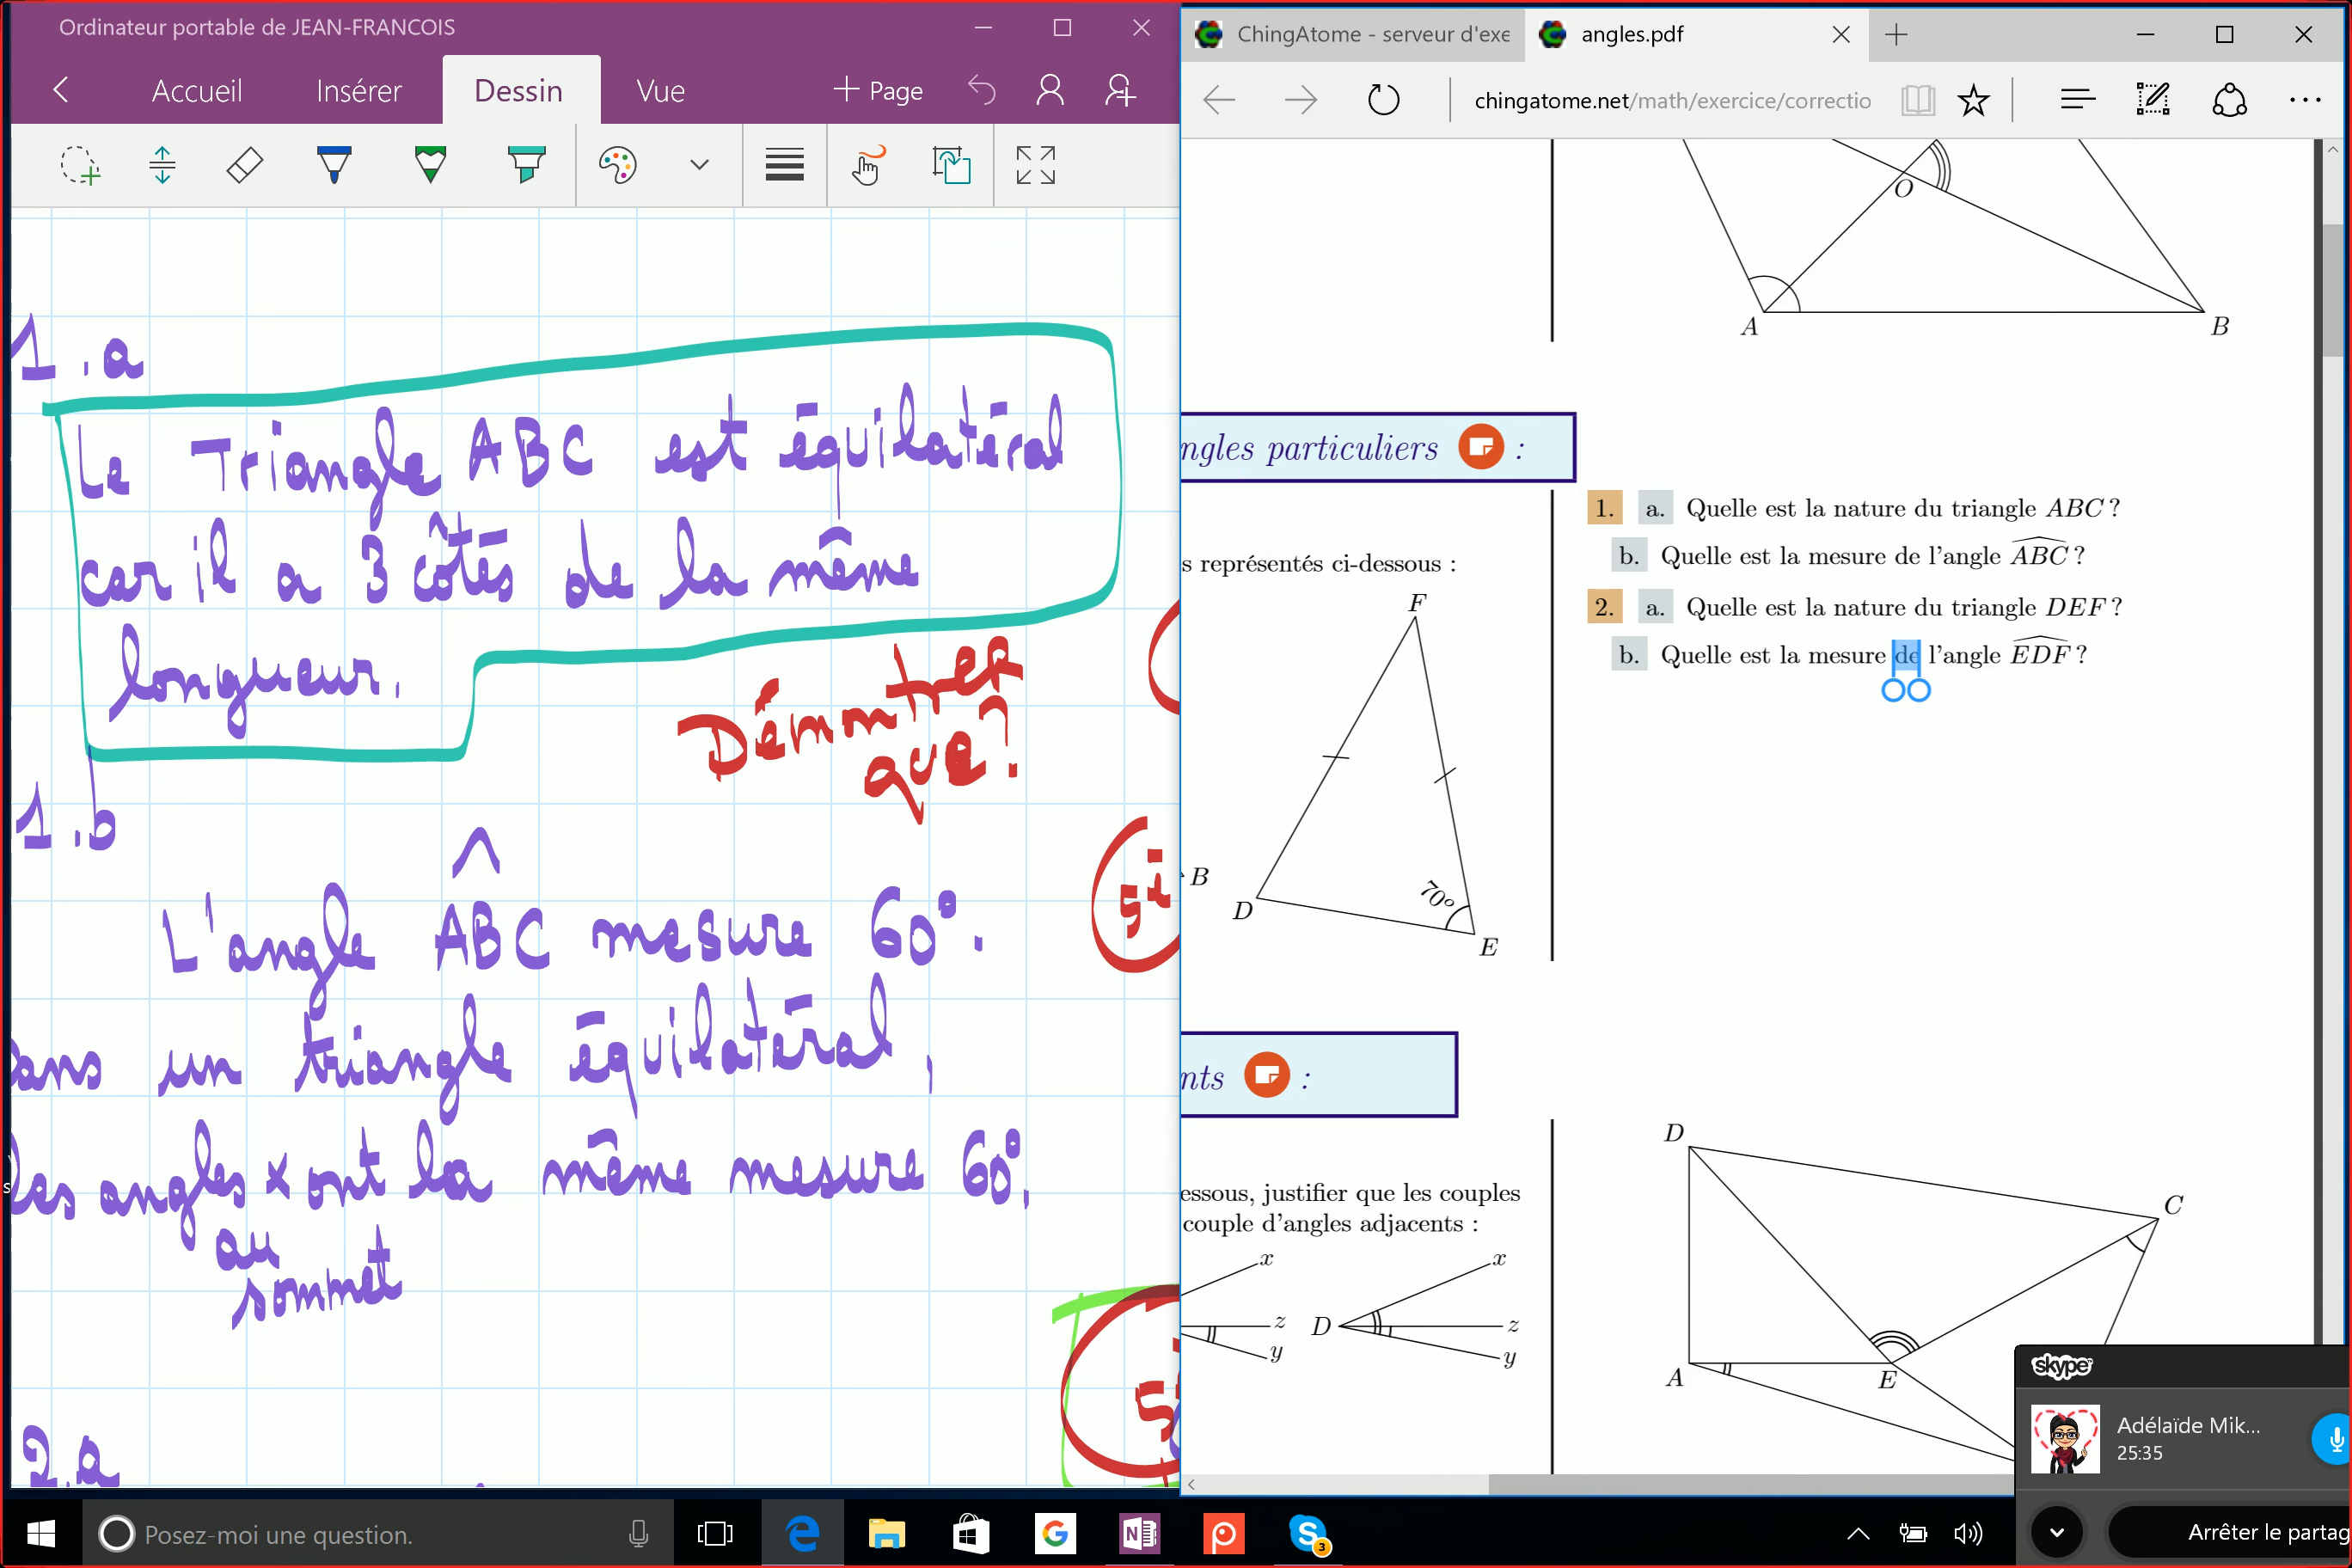 Ordinateur portable de JEAN-FRANCOIS
Accueil
Insérer
Dessin
Vue
Page
1.a
Le Triangle ABC est équilatéral
car il a 3 côtés de la même
longueur.
Démontrer
que?
1.b
L'angle ABC mesure 60°.
ans un triangle équilatéral,
les angles x ont la même mesure 60°.
au
sommet
2.a
ChingAtome - serveur d'exe
angles.pdf
chingatome.net/math/exercice/correctio
O
A
B
ngles particuliers :
s représentés ci-dessous :
F
B
D
70°
E
1. a. Quelle est la nature du triangle ABC ?
b. Quelle est la mesure de l'angle ABC ?
2. a. Quelle est la nature du triangle DEF ?
b. Quelle est la mesure de l'angle EDF ?
nts :
essous, justifier que les couples
couple d'angles adjacents :
x
z
y
D
x
z
y
D
C
A
E
skype
Adélaïde Mik...
25:35
Arrêter le partag
Posez-moi une question.
3